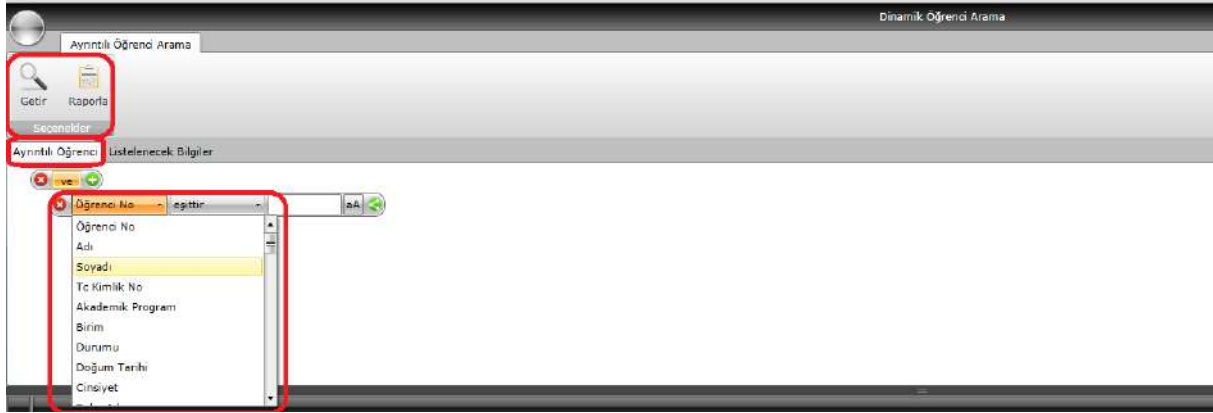 Dinamik Öğrenci Arama
Ayrıntılı Öğrenci Arama
Getir Raporla
Seçenekler
Ayrıntılı Öğrenci Listelenecek Bilgiler
ve
Öğrenci No eşittir aA
Öğrenci No
Adı
Soyadı
Tc Kimlik No
Akademik Program
Birim
Durumu
Doğum Tarihi
Cinsiyet